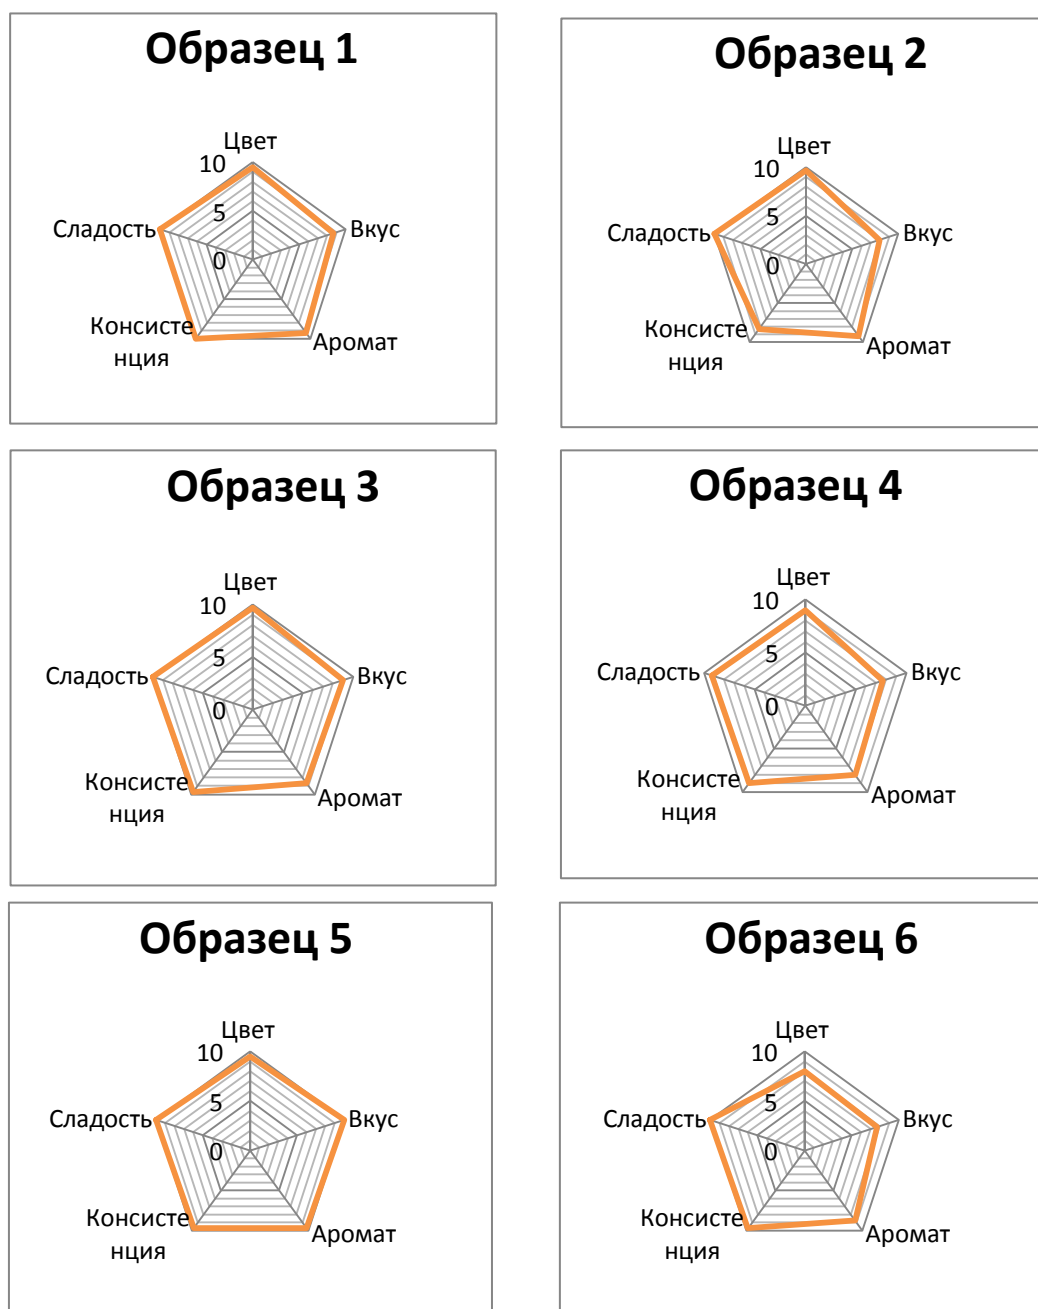 Образец 1
Цвет
10
5
0
Вкус
Аромат
Консисте
нция
Сладость
Образец 2
Цвет
10
5
0
Вкус
Аромат
Консисте
нция
Сладость
Образец 3
Цвет
10
5
0
Вкус
Аромат
Консисте
нция
Сладость
Образец 4
Цвет
10
5
0
Вкус
Аромат
Консисте
нция
Сладость
Образец 5
Цвет
10
5
0
Вкус
Аромат
Консисте
нция
Сладость
Образец 6
Цвет
10
5
0
Вкус
Аромат
Консисте
нция
Сладость